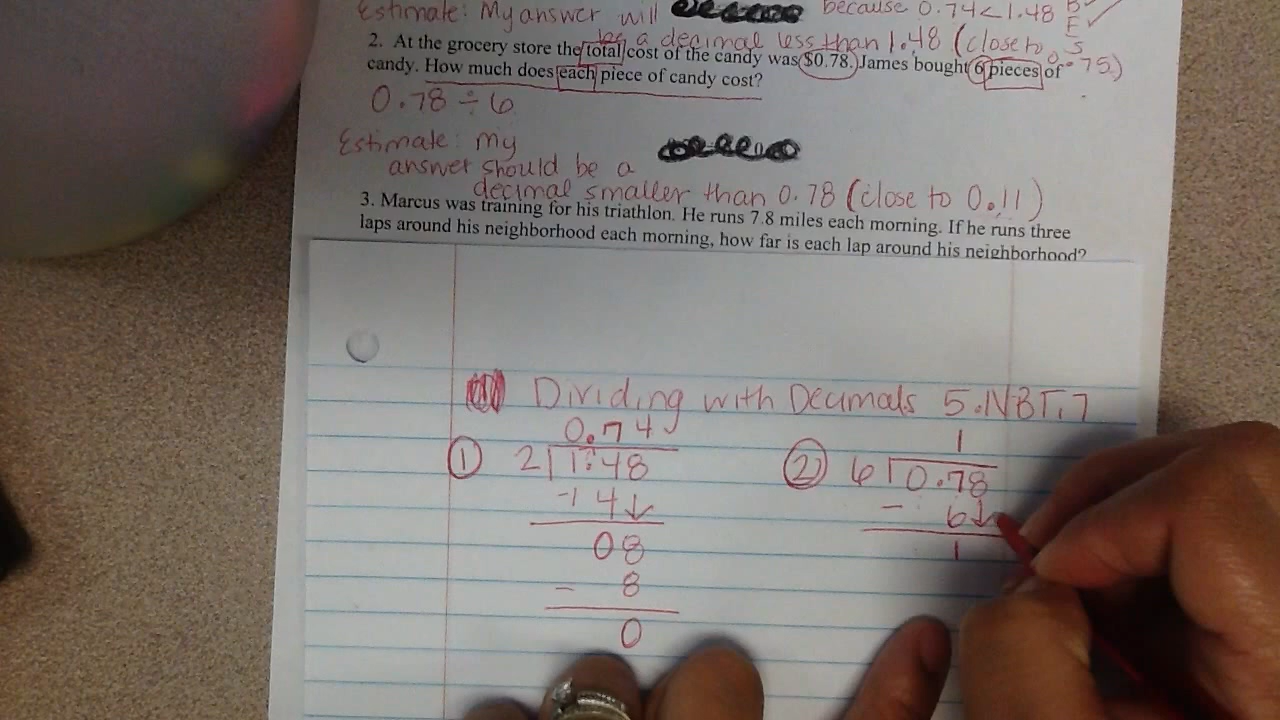 Estimate: My answer will because 0.74<1.48
be a decimal less than 1.48 (close to 0.75)
2. At the grocery store the total cost of the candy was $0.78. James bought 6 pieces of
candy. How much does each piece of candy cost?
0.78 ÷ 6
Estimate: my
answer should be a
decimal smaller than 0.78 (close to 0.11)
3. Marcus was training for his triathlon. He runs 7.8 miles each morning. If he runs three
laps around his neighborhood each morning, how far is each lap around his neighborhood?
Dividing with Decimals 5.NBT.7
0.74
1 2 1.48
-14↓
08
- 8
0
1
2 6 0.78
- 6↓
1